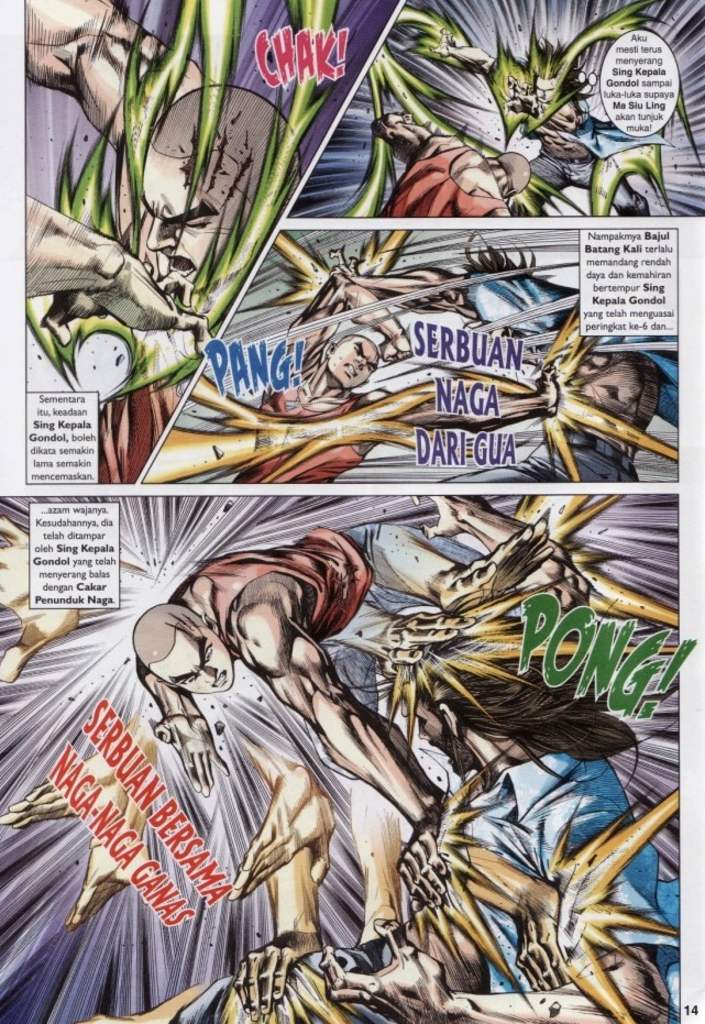 CHAK!
Sementara
itu, keadaan
Sing Kepala
Gondol, boleh
dikata semakin
lama semakin
mencemaskan.
Aku
mesti terus
menyerang
Sing Kepala
Gondol sampai
luka-luka supaya
Ma Siu Ling
akan tunjuk
muka!
Nampaknya Bajul
Batang Kali terlalu
memandang rendah
daya dan kemahiran
bertempur Sing
Kepala Gondol
yang telah menguasai
peringkat ke-6 dan...
PANG!
SERBUAN
NAGA
DARI GUA
...azam wajanya.
Kesudahannya, dia
telah diperdaya
oleh Sing Kepala
Gondol yang telah
menyerang balas
dengan Cakar
Penunduk Naga.
PONG!
SERBUAN BERSAMA
NAGA-NAGA GANAS
14